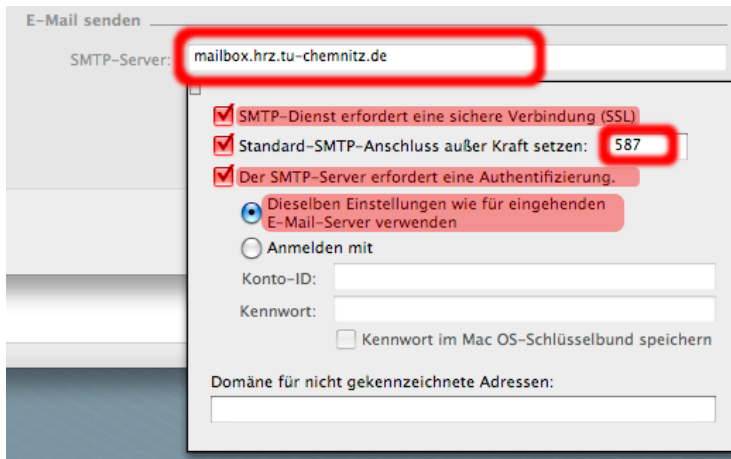 E-Mail senden
SMTP-Server: mailbox.hrz.tu-chemnitz.de
SMTP-Dienst erfordert eine sichere Verbindung (SSL)
Standard-SMTP-Anschluss außer Kraft setzen: 587
Der SMTP-Server erfordert eine Authentifizierung.
Dieselben Einstellungen wie für eingehenden
E-Mail-Server verwenden
Anmelden mit
Konto-ID:
Kennwort:
Kennwort im Mac OS-Schlüsselbund speichern
Domäne für nicht gekennzeichnete Adressen: